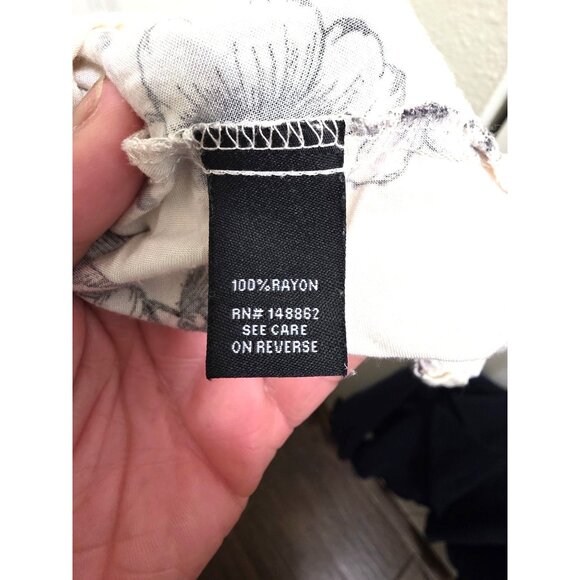 100%RAYON
RN# 148862
SEE CARE
ON REVERSE